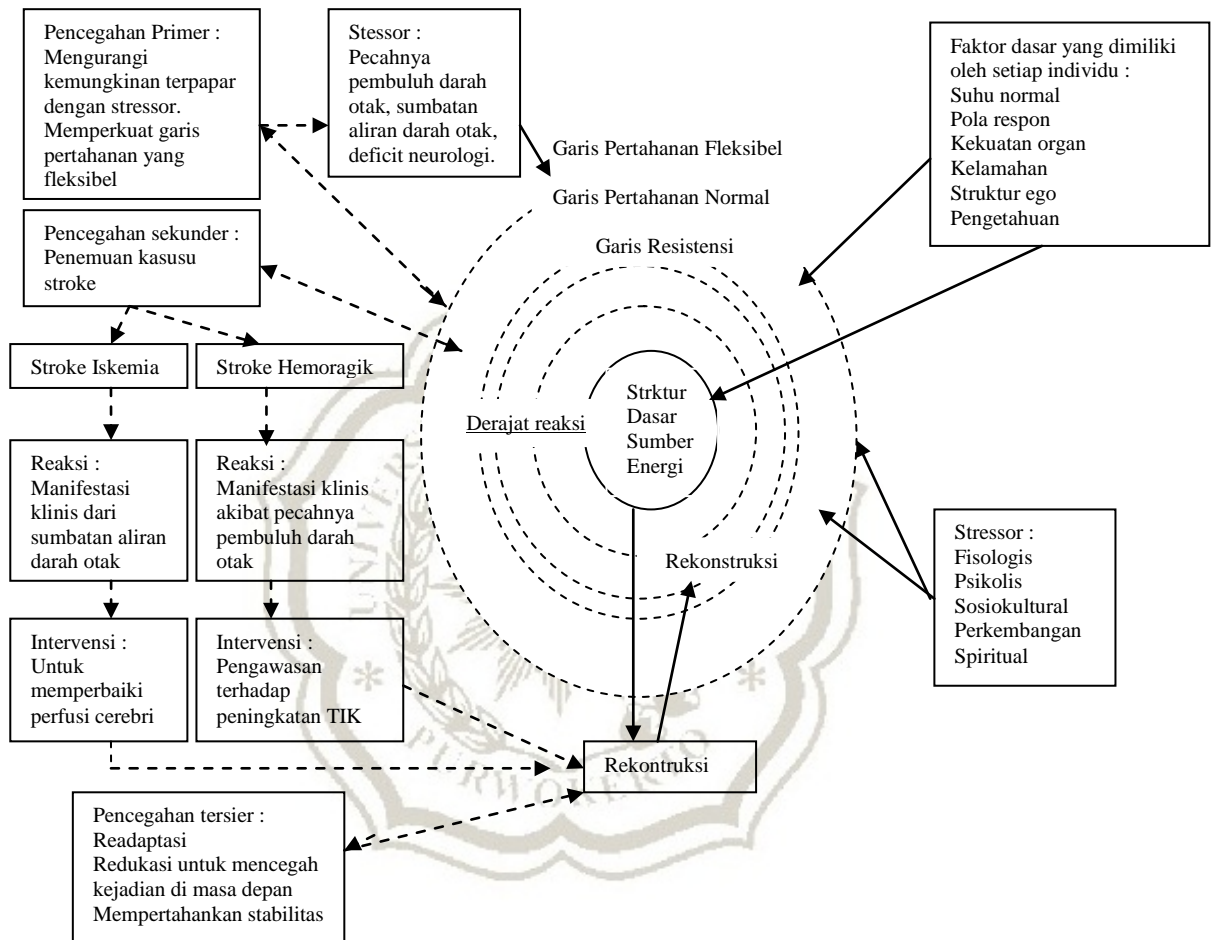 Pencegahan Primer :
Mengurangi
kemungkinan terpapar
dengan stressor.
Memperkuat garis
pertahanan yang
fleksibel
Stessor :
Pecahnya
pembuluh darah
otak, sumbatan
aliran darah otak,
deficit neurologi.
Faktor dasar yang dimiliki
oleh setiap individu :
Suhu normal
Pola respon
Kekuatan organ
Kelamahan
Struktur ego
Pengetahuan
Garis Pertahanan Fleksibel
Garis Pertahanan Normal
Garis Resistensi
Pencegahan sekunder :
Penemuan kasusu
stroke
Stroke Iskemia
Stroke Hemoragik
Derajat reaksi
Strktur
Dasar
Sumber
Energi
Reaksi :
Manifestasi
klinis dari
sumbatan aliran
darah otak
Reaksi :
Manifestasi klinis
akibat pecahnya
pembuluh darah
otak
Rekonstruksi
Stressor :
Fisologis
Psikolis
Sosiokultural
Perkembangan
Spiritual
Intervensi :
Untuk
memperbaiki
perfusi cerebri
Intervensi :
Pengawasan
terhadap
peningkatan TIK
Rekontruksi
Pencegahan tersier :
Readaptasi
Redukasi untuk mencegah
kejadian di masa depan
Mempertahankan stabilitas
PURWOKERTO